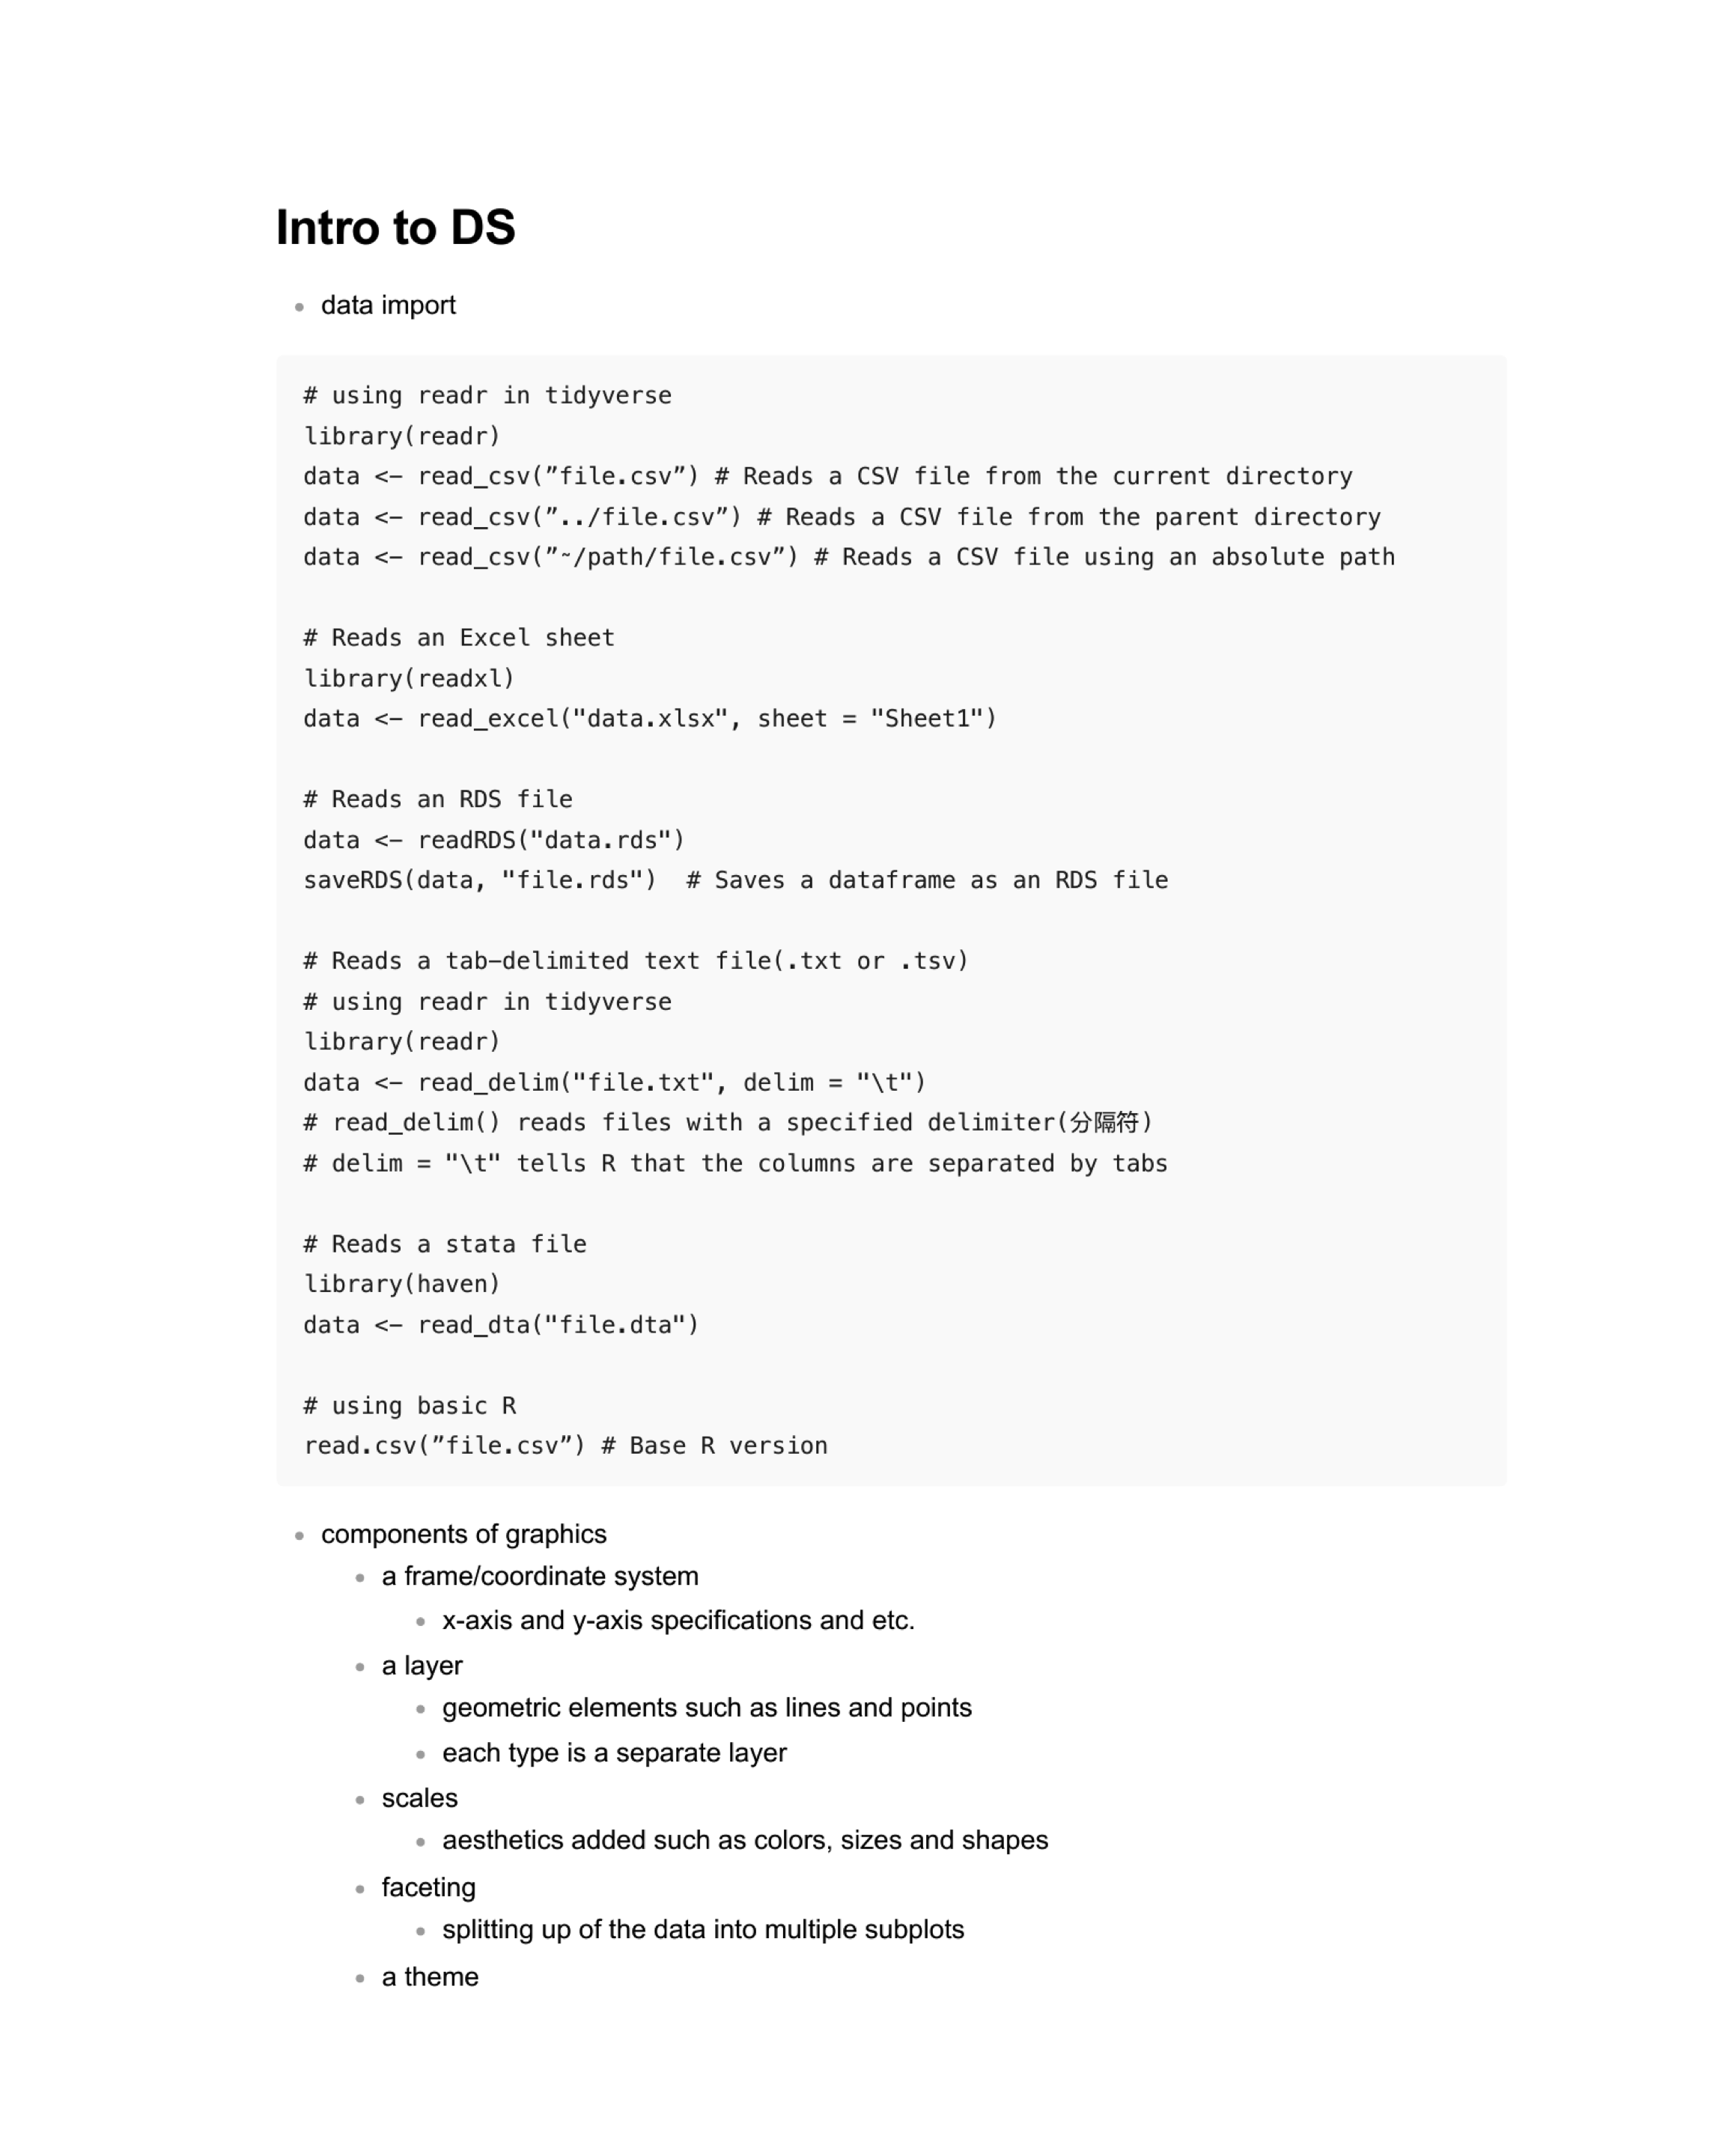 Intro to DS
• data import
# using readr in tidyverse
library(readr)
data <- read_csv(”file.csv”) # Reads a CSV file from the current directory
data <- read_csv(”../file.csv”) # Reads a CSV file from the parent directory
data <- read_csv(”~/path/file.csv”) # Reads a CSV file using an absolute path

# Reads an Excel sheet
library(readxl)
data <- read_excel("data.xlsx", sheet = "Sheet1")

# Reads an RDS file
data <- readRDS("data.rds")
saveRDS(data, "file.rds")  # Saves a dataframe as an RDS file

# Reads a tab-delimited text file(.txt or .tsv)
# using readr in tidyverse
library(readr)
data <- read_delim("file.txt", delim = "\t")
# read_delim() reads files with a specified delimiter(分隔符)
# delim = "\t" tells R that the columns are separated by tabs

# Reads a stata file
library(haven)
data <- read_dta("file.dta")

# using basic R
read.csv(”file.csv”) # Base R version
• components of graphics
• a frame/coordinate system
• x-axis and y-axis specifications and etc.
• a layer
• geometric elements such as lines and points
• each type is a separate layer
• scales
• aesthetics added such as colors, sizes and shapes
• faceting
• splitting up of the data into multiple subplots
• a theme